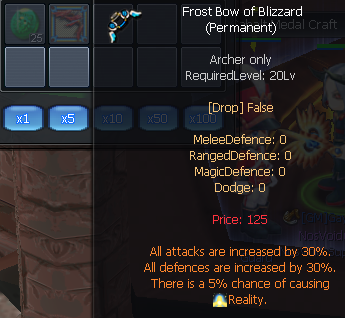 Frost Bow of Blizzard
(Permanent)
Archer only
RequiredLevel: 20Lv
[Drop] False
MeleeDefence: 0
RangedDefence: 0
MagicDefence: 0
Dodge: 0
Price: 125
All attacks are increased by 30%.
All defences are increased by 30%.
There is a 5% chance of causing
Reality.
25
x1
x5
x10
x50
x100
Medal Craft